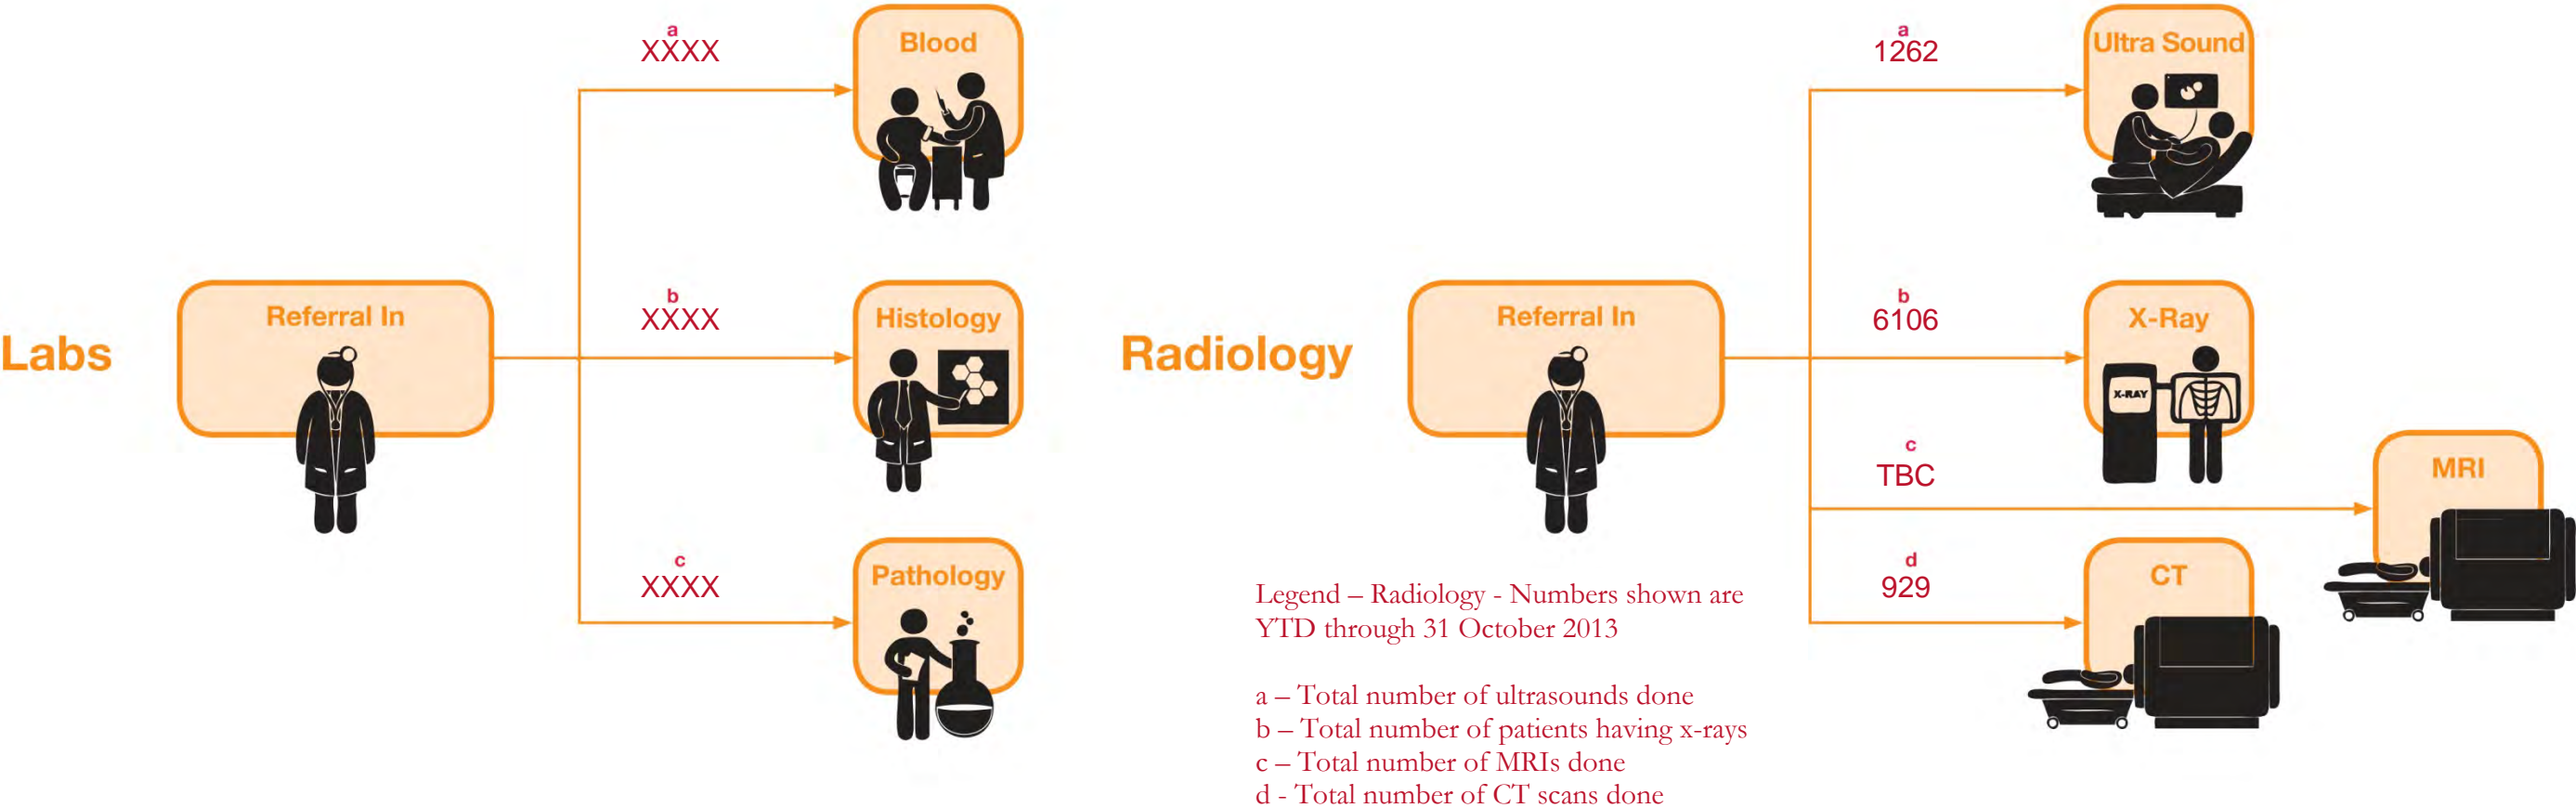 Labs
Referral In
a
XXXX
Blood
b
XXXX
Histology
c
XXXX
Pathology
Radiology
Referral In
a
1262
Ultra Sound
b
6106
X-Ray
X-RAY
c
TBC
MRI
d
929
CT
Legend – Radiology - Numbers shown are
YTD through 31 October 2013
a – Total number of ultrasounds done
b – Total number of patients having x-rays
c – Total number of MRIs done
d - Total number of CT scans done